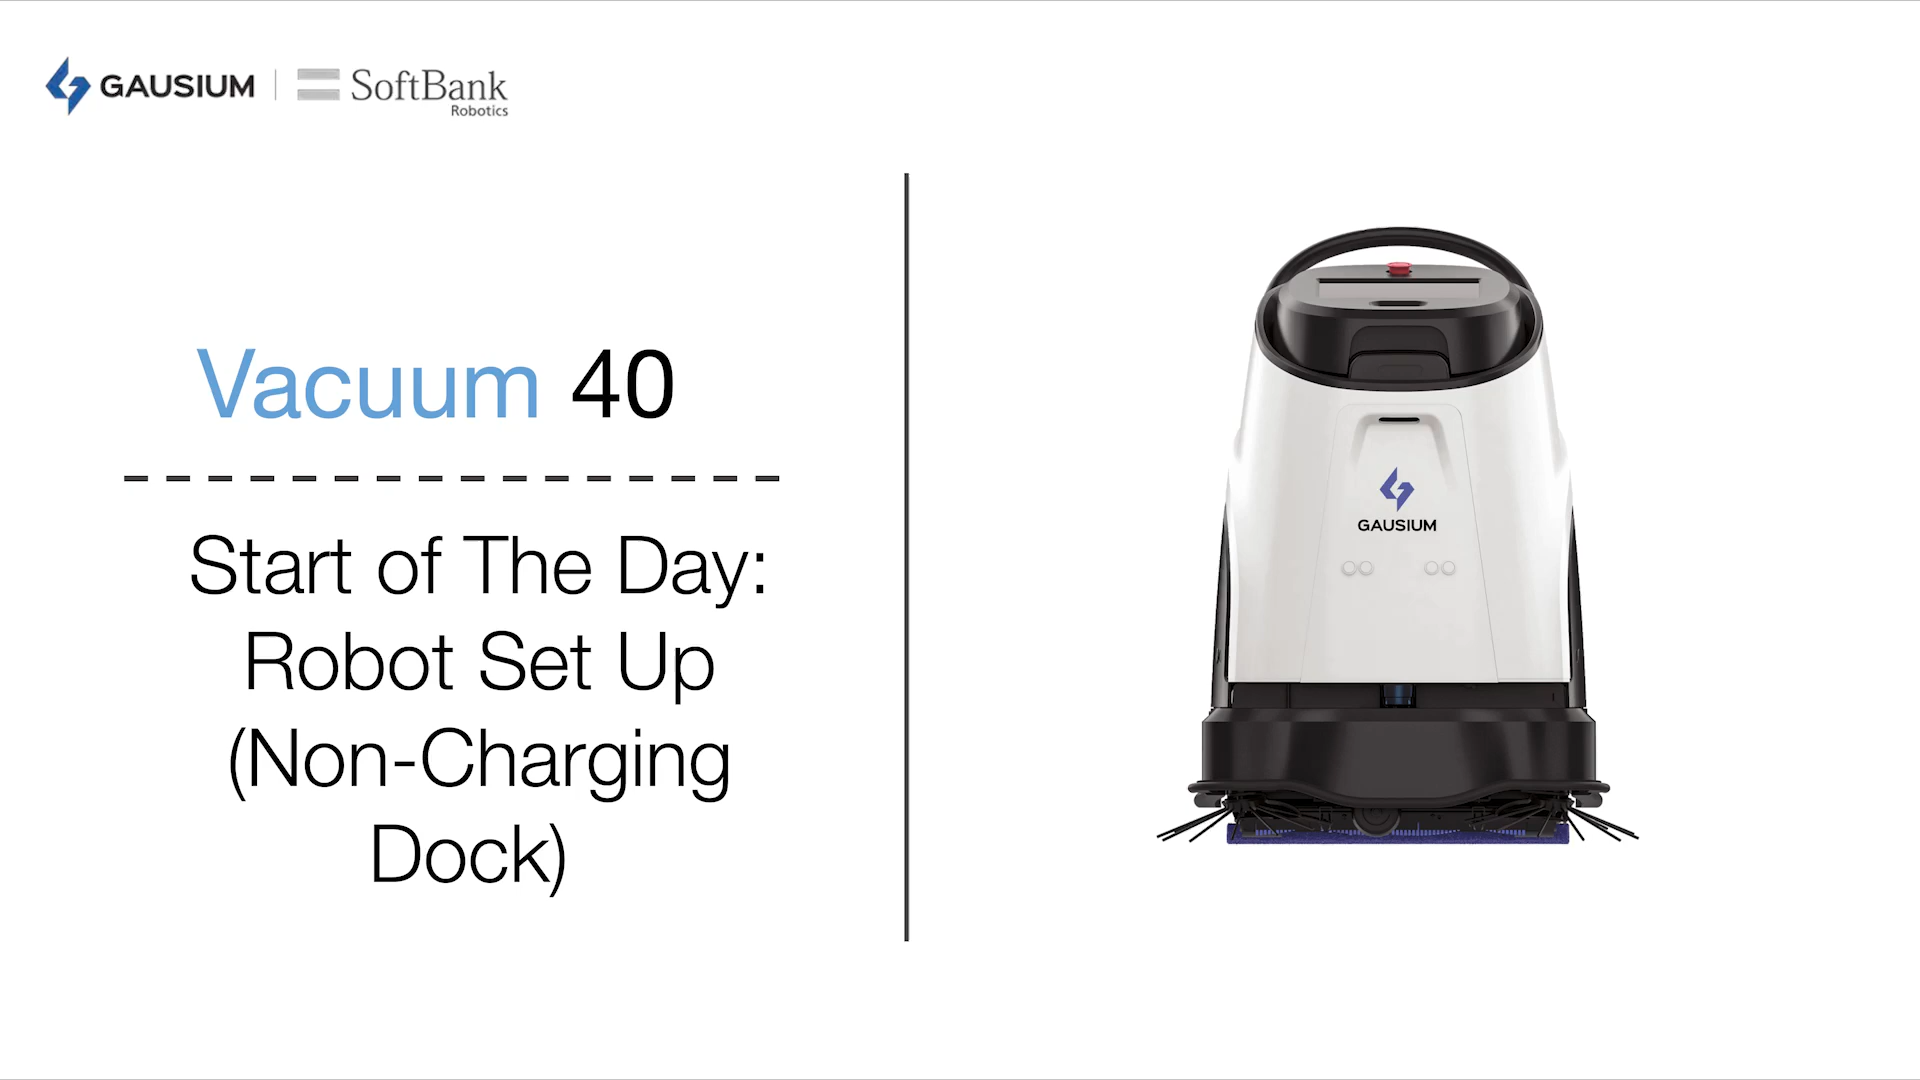 GAUSIUM
SoftBank
Robotics
Vacuum 40
Start of The Day:
Robot Set Up
(Non-Charging
Dock)
GAUSIUM